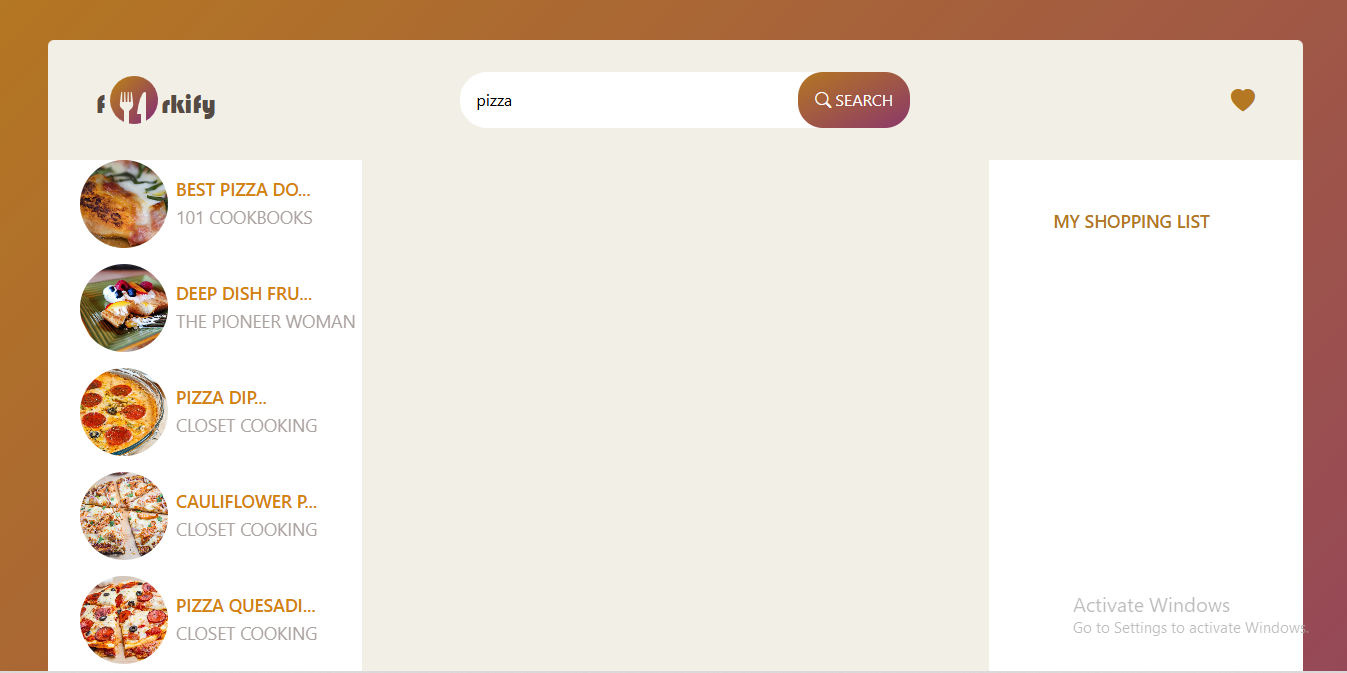 f rkify
pizza
SEARCH
BEST PIZZA DO...
101 COOKBOOKS
DEEP DISH FRU...
THE PIONEER WOMAN
PIZZA DIP...
CLOSET COOKING
CAULIFLOWER P...
CLOSET COOKING
PIZZA QUESADI...
CLOSET COOKING
MY SHOPPING LIST
Activate Windows
Go to Settings to activate Windows.